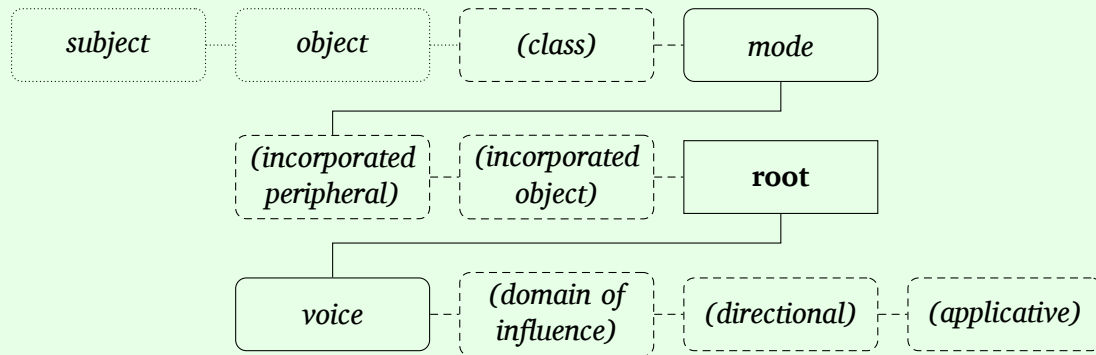 subject object (class) mode
(incorporated peripheral) (incorporated object) root
voice (domain of influence) (directional) (applicative)